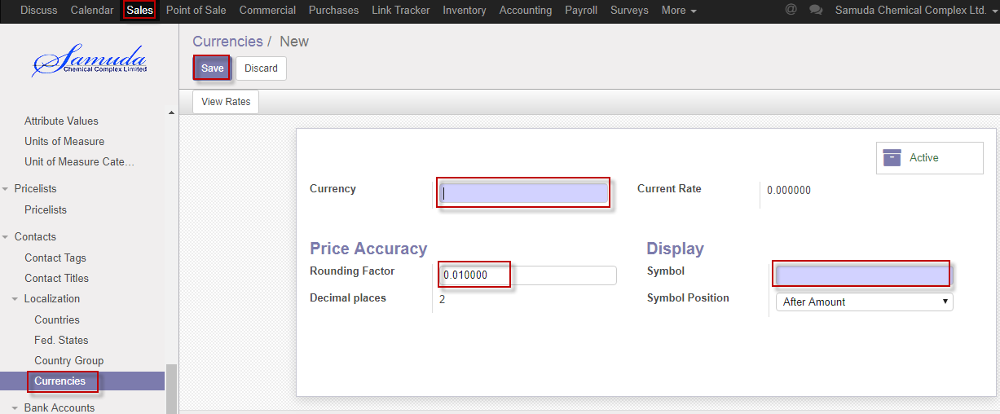 Discuss Calendar Sales Point of Sale Commercial Purchases Link Tracker Inventory Accounting Payroll Surveys More @ Samuda Chemical Complex Ltd.
Samuda
Chemical Complex Limited
Currencies / New
Save Discard
View Rates
Attribute Values
Units of Measure
Unit of Measure Cate…
Pricelists
Pricelists
Contacts
Contact Tags
Contact Titles
Localization
Countries
Fed. States
Country Group
Currencies
Bank Accounts
Active
Currency
Current Rate 0.000000
Price Accuracy
Rounding Factor 0.010000
Decimal places 2
Display
Symbol
Symbol Position After Amount